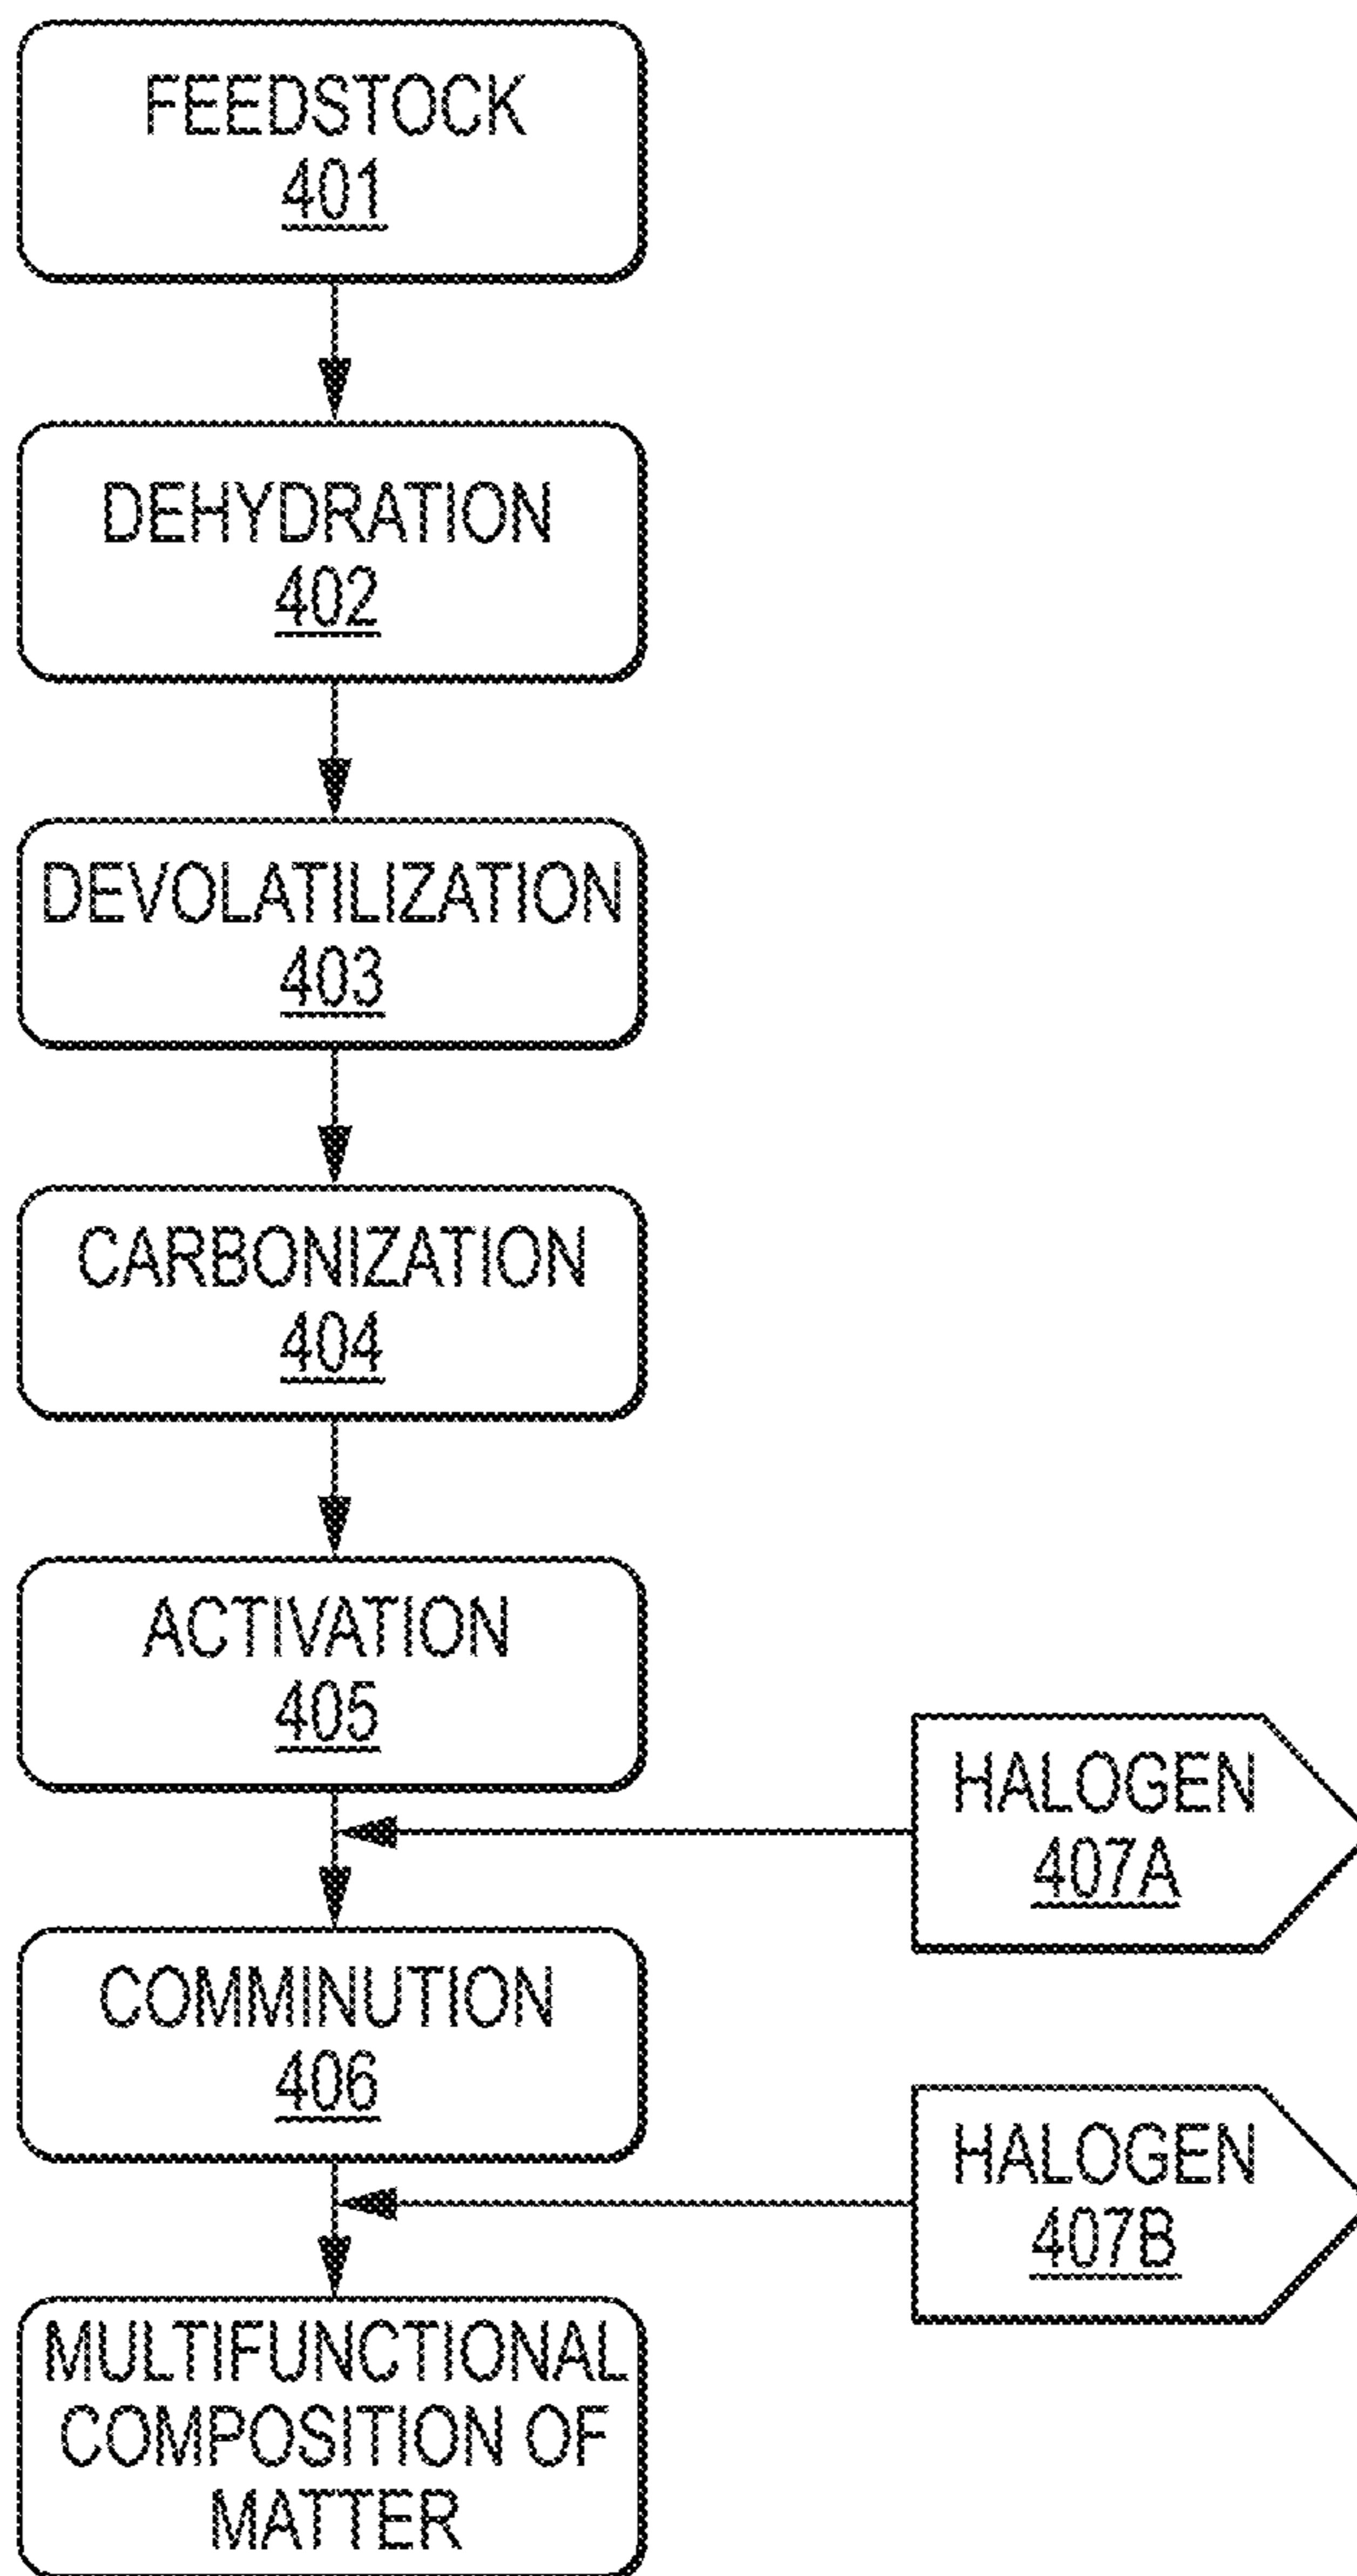 FEEDSTOCK
401
DEHYDRATION
402
DEVOLATILIZATION
403
CARBONIZATION
404
ACTIVATION
405
HALOGEN
407A
COMMINUTION
406
HALOGEN
407B
MULTIFUNCTIONAL
COMPOSITION OF
MATTER